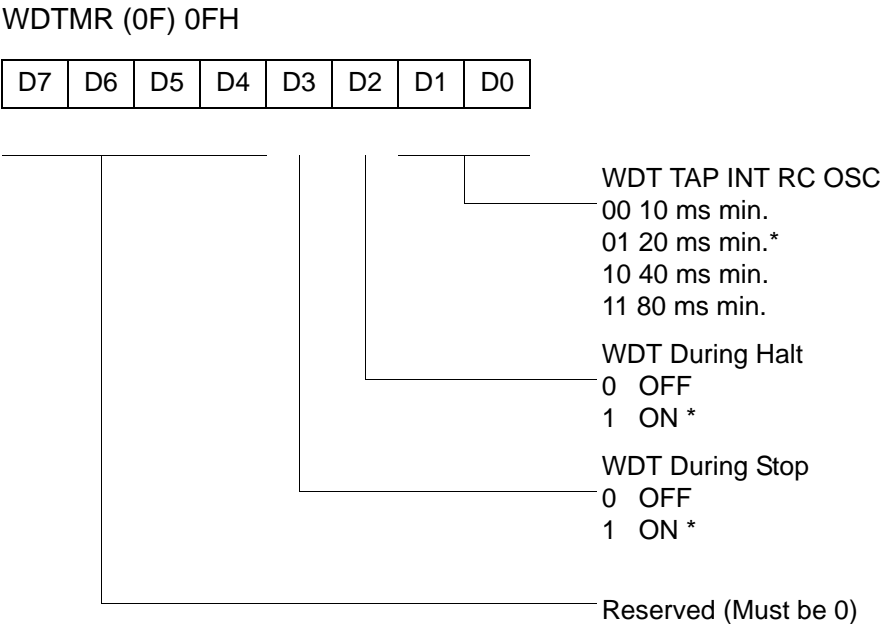 WDTMR (0F) 0FH
D7 D6 D5 D4 D3 D2 D1 D0
WDT TAP INT RC OSC
00 10 ms min.
01 20 ms min.*
10 40 ms min.
11 80 ms min.
WDT During Halt
0 OFF
1 ON *
WDT During Stop
0 OFF
1 ON *
Reserved (Must be 0)